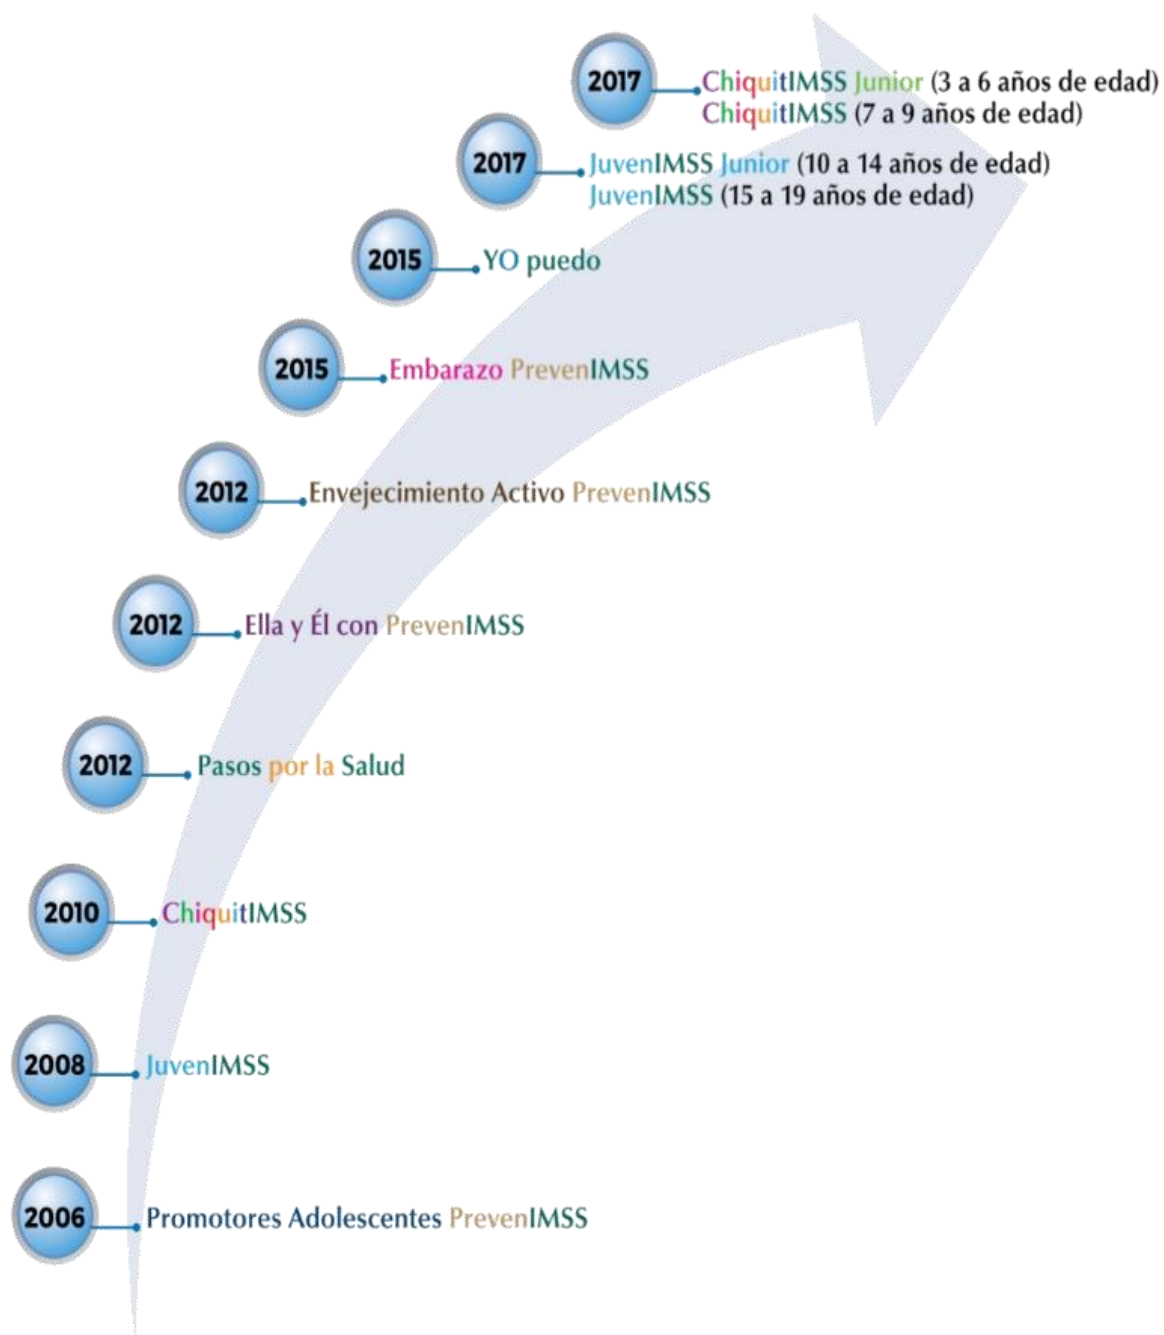 2017
ChiquitIMSS Junior (3 a 6 años de edad)
ChiquitIMSS (7 a 9 años de edad)
2017
JuvenIMSS Junior (10 a 14 años de edad)
JuvenIMSS (15 a 19 años de edad)
2015
YO puedo
2015
Embarazo PrevenIMSS
2012
Envejecimiento Activo PrevenIMSS
2012
Ella y Él con PrevenIMSS
2012
Pasos por la Salud
2010
ChiquitIMSS
2008
JuvenIMSS
2006
Promotores Adolescentes PrevenIMSS